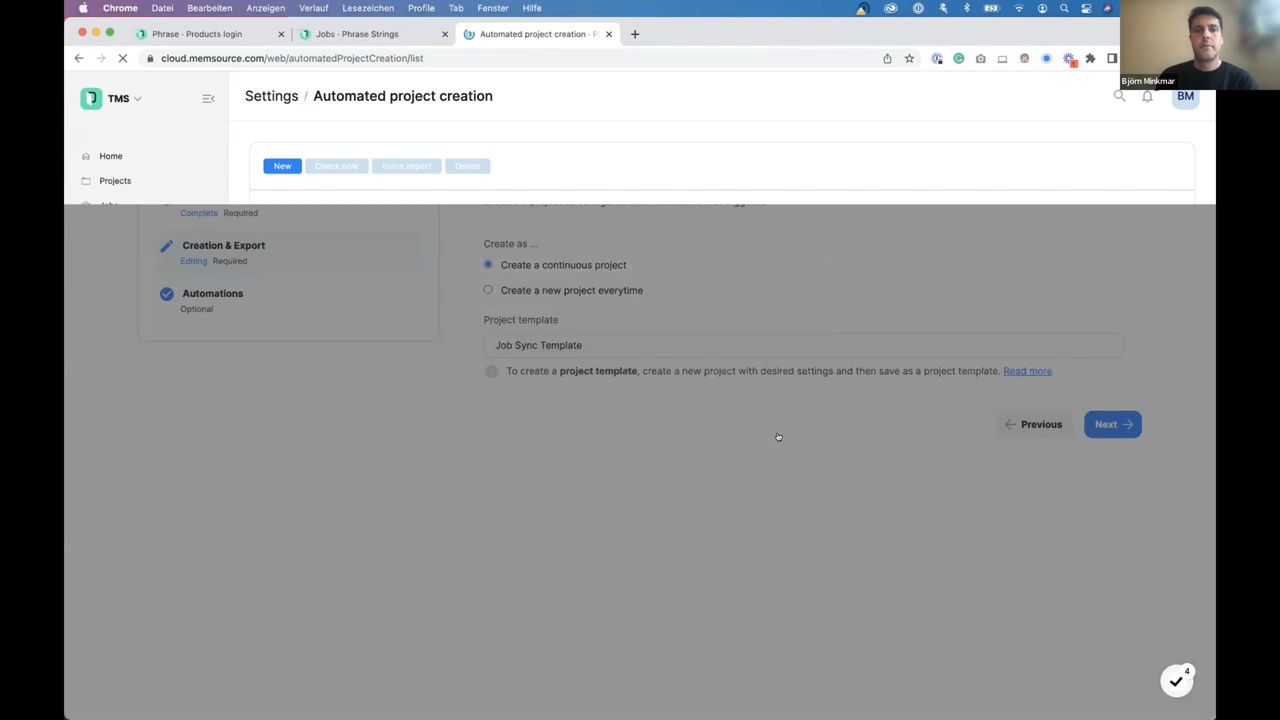 Chrome Datei Bearbeiten Anzeigen Verlauf Lesezeichen Profile Tab Fenster Hilfe
Phrase - Products login
Jobs · Phrase Strings
Automated project creation - P
cloud.memsource.com/web/automatedProjectCreation/list
Björn Minkmar
TMS
Settings / Automated project creation
BM
Home
New Check now Force import Delete
Projects
Complete Required
Creation & Export
Editing Required
Automations
Optional
Create as ...
Create a continuous project
Create a new project everytime
Project template
Job Sync Template
To create a project template, create a new project with desired settings and then save as a project template. Read more
Previous
Next
4